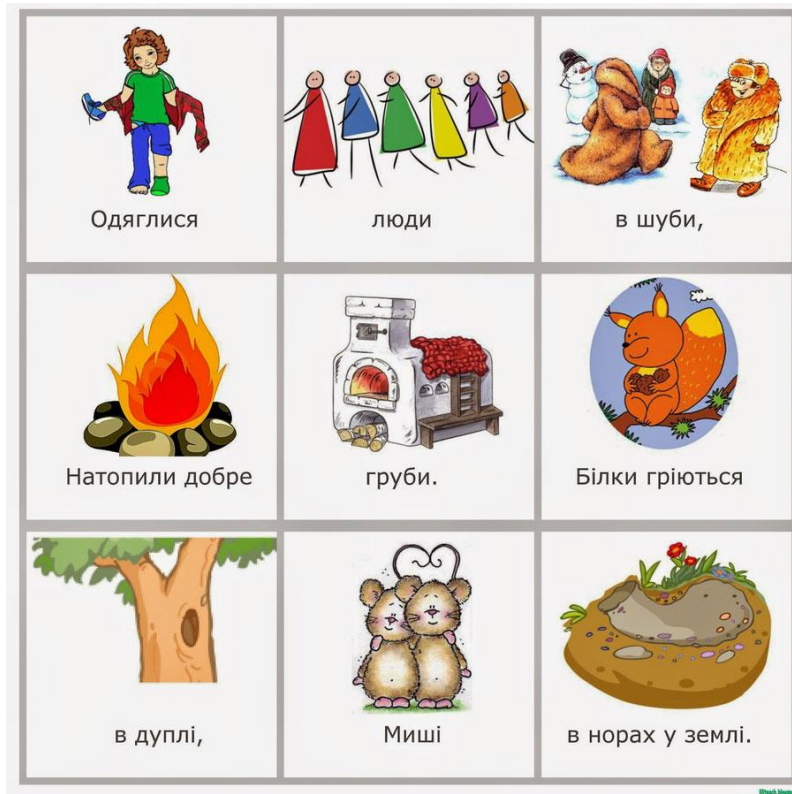 Одяглися
люди
в шуби,
Натопили добре
груби.
Білки гріються
в дуплі,
Миші
в норах у землі.